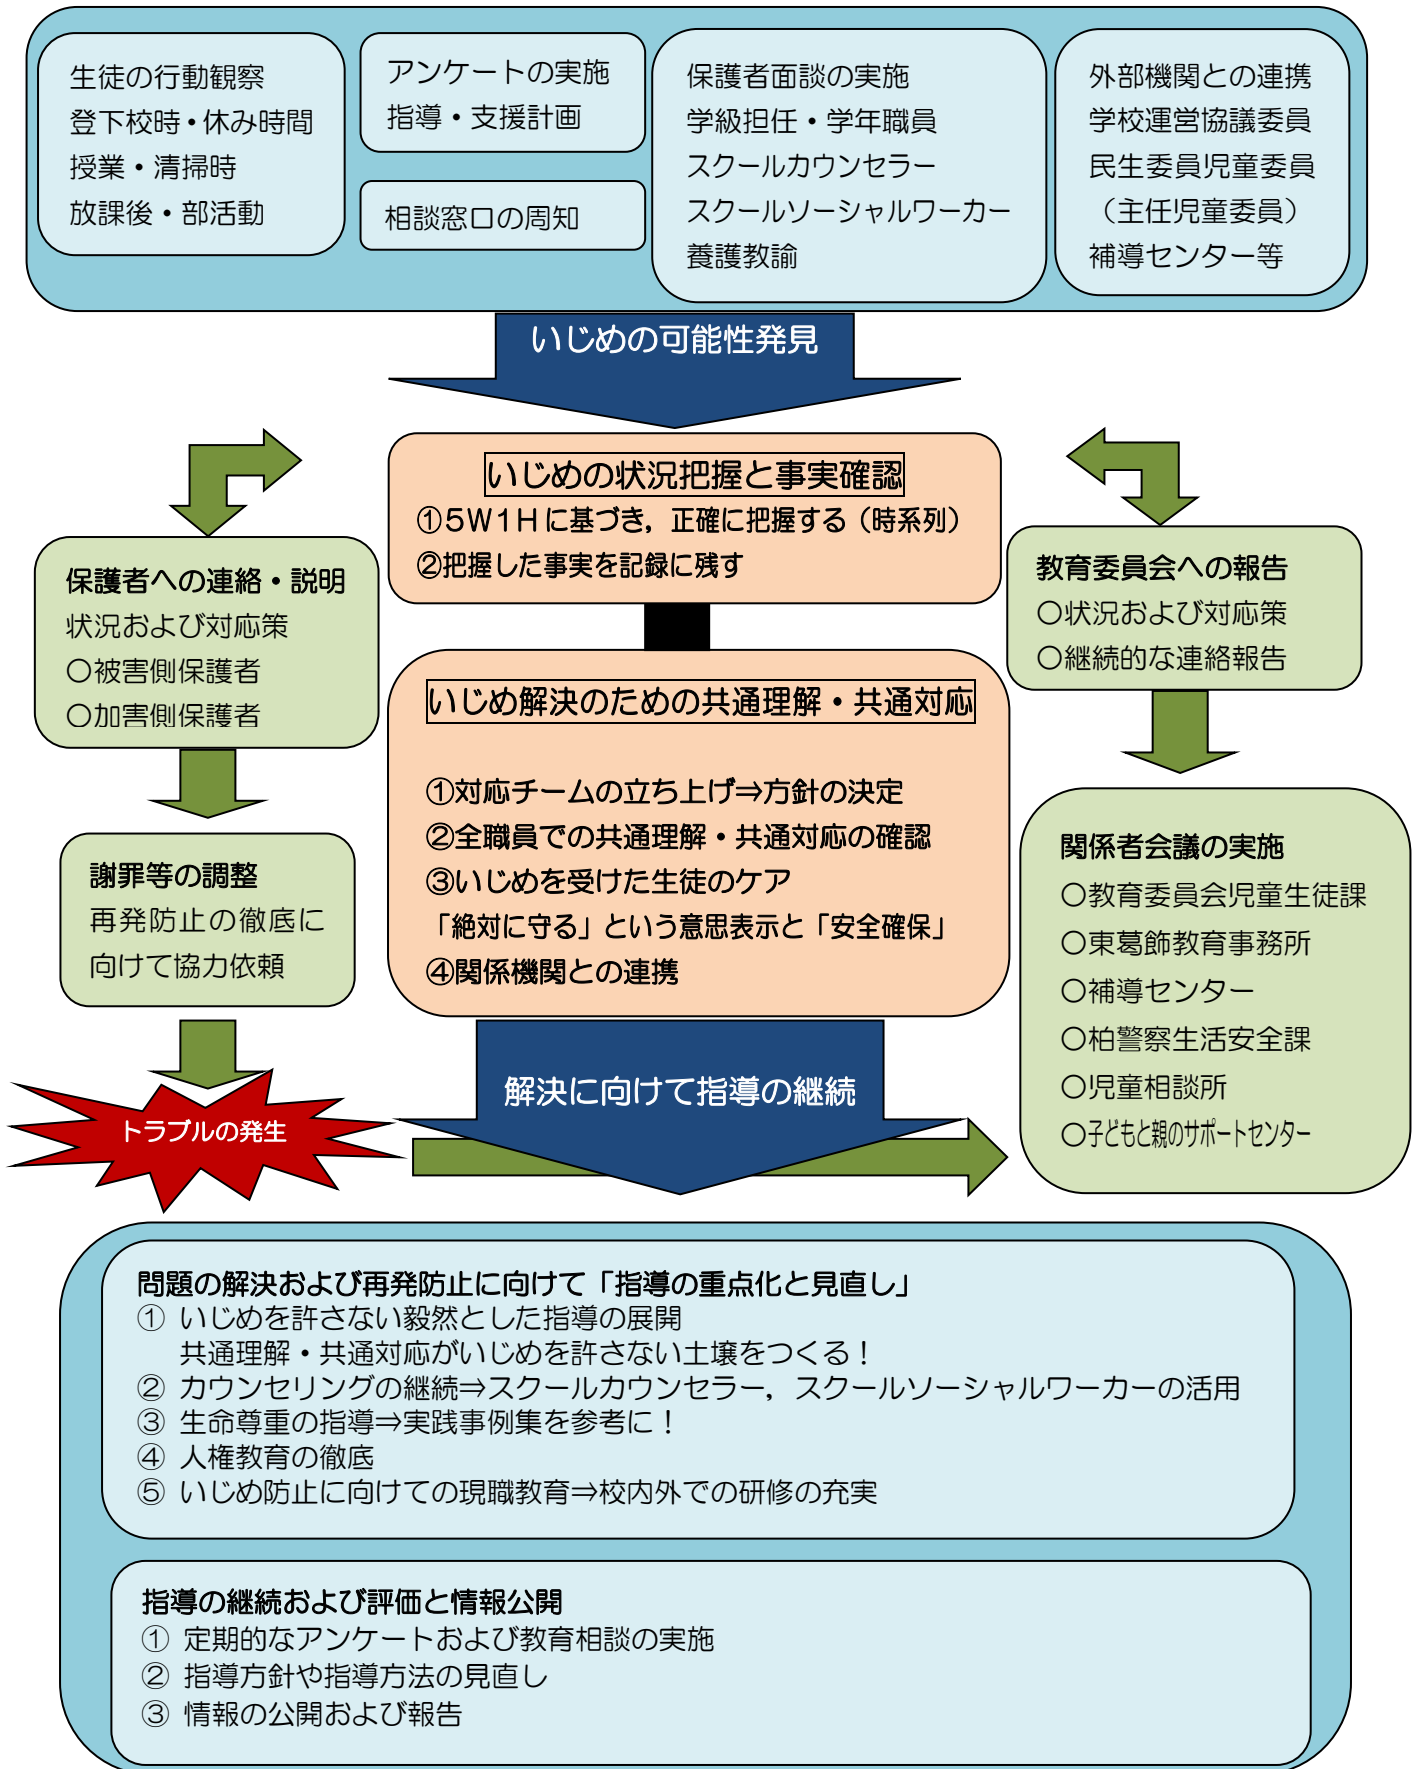 生徒の行動観察
登下校時・休み時間
授業・清掃時
放課後・部活動
アンケートの実施
指導・支援計画
相談窓口の周知
保護者面談の実施
学級担任・学年職員
スクールカウンセラー
スクールソーシャルワーカー
養護教諭
外部機関との連携
学校運営協議委員
民生委員児童委員
（主任児童委員）
補導センター等
いじめの可能性発見
いじめの状況把握と事実確認
①５Ｗ１Ｈに基づき，正確に把握する（時系列）
②把握した事実を記録に残す
保護者への連絡・説明
状況および対応策
〇被害側保護者
〇加害側保護者
教育委員会への報告
〇状況および対応策
〇継続的な連絡報告
いじめ解決のための共通理解・共通対応
①対応チームの立ち上げ⇒方針の決定
②全職員での共通理解・共通対応の確認
③いじめを受けた生徒のケア
「絶対に守る」という意思表示と「安全確保」
④関係機関との連携
謝罪等の調整
再発防止の徹底に
向けて協力依頼
関係者会議の実施
〇教育委員会児童生徒課
〇東葛飾教育事務所
〇補導センター
〇柏警察生活安全課
〇児童相談所
〇子どもと親のサポートセンター
解決に向けて指導の継続
トラブルの発生
問題の解決および再発防止に向けて「指導の重点化と見直し」
① いじめを許さない毅然とした指導の展開
共通理解・共通対応がいじめを許さない土壌をつくる！
② カウンセリングの継続⇒スクールカウンセラー，スクールソーシャルワーカーの活用
③ 生命尊重の指導⇒実践事例集を参考に！
④ 人権教育の徹底
⑤ いじめ防止に向けての現職教育⇒校内外での研修の充実
指導の継続および評価と情報公開
① 定期的なアンケートおよび教育相談の実施
② 指導方針や指導方法の見直し
③ 情報の公開および報告